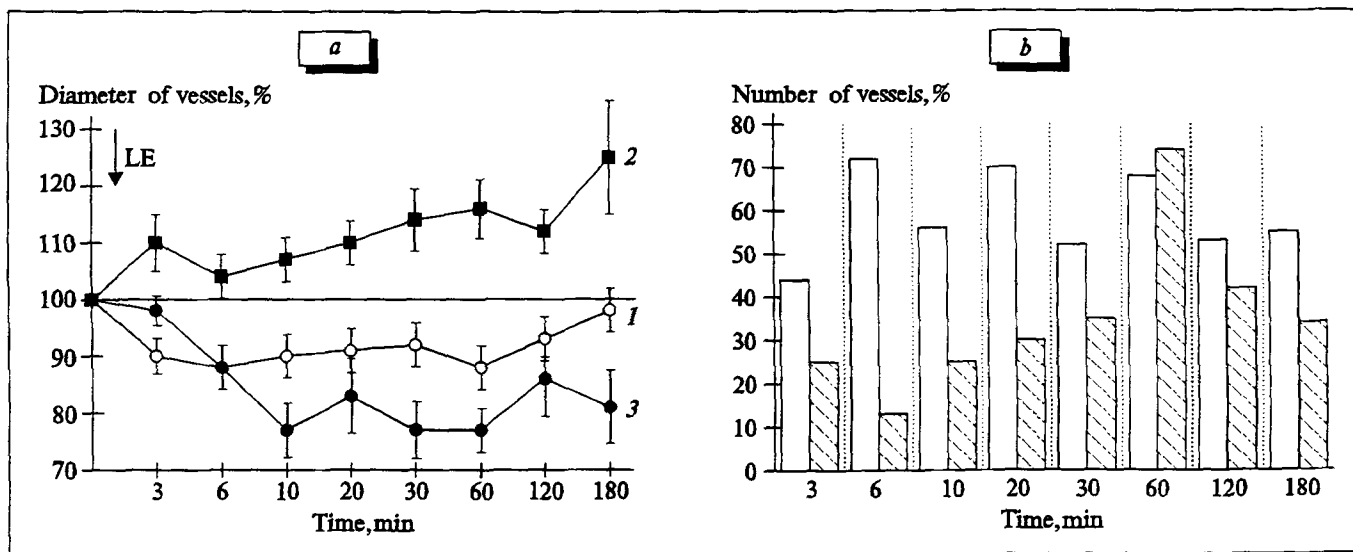 a
Diameter of vessels, %
130
120
110
100
90
80
70
LE
2
1
3
3 6 10 20 30 60 120 180
Time, min
b
Number of vessels, %
80
70
60
50
40
30
20
10
0
3 6 10 20 30 60 120 180
Time, min